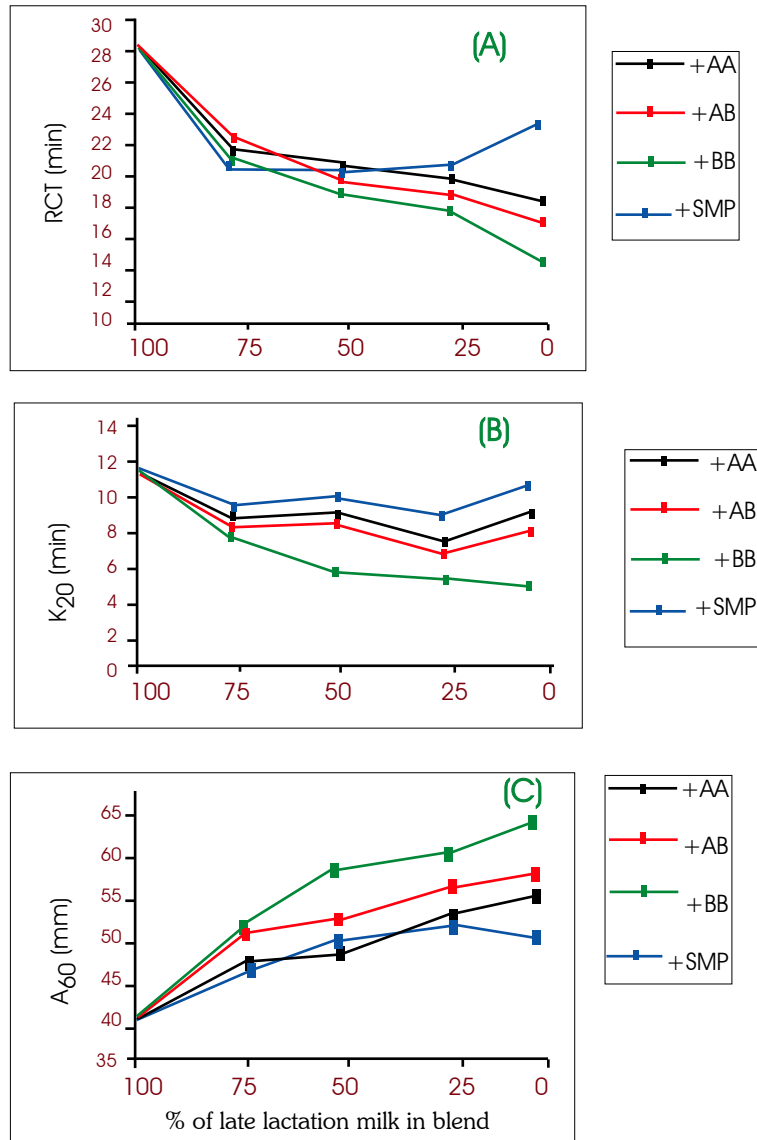 (A)
30
28
26
24
22
20
18
16
14
12
10
RCT (min)
100 75 50 25 0
+AA
+AB
+BB
+SMP
(B)
14
12
10
8
6
4
2
0
K20 (min)
100 75 50 25 0
+AA
+AB
+BB
+SMP
(C)
65
60
55
50
45
40
35
A60 (mm)
100 75 50 25 0
% of late lactation milk in blend
+AA
+AB
+BB
+SMP